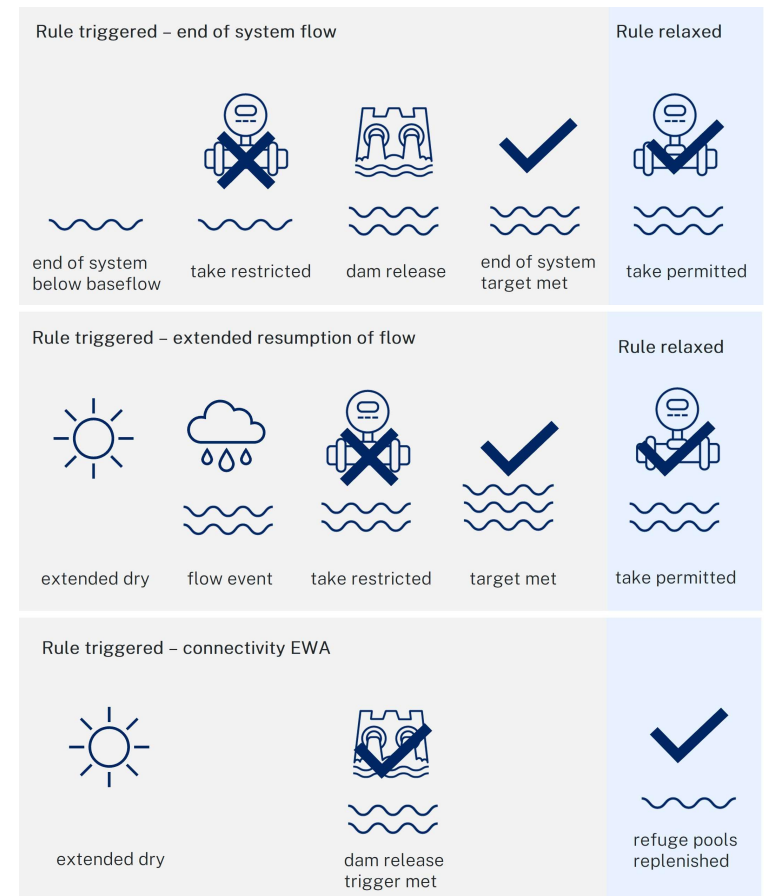 Rule triggered – end of system flow
Rule relaxed
end of system
below baseflow
take restricted
dam release
end of system
target met
take permitted
Rule triggered – extended resumption of flow
Rule relaxed
extended dry
flow event
take restricted
target met
take permitted
Rule triggered – connectivity EWA
extended dry
dam release
trigger met
refuge pools
replenished